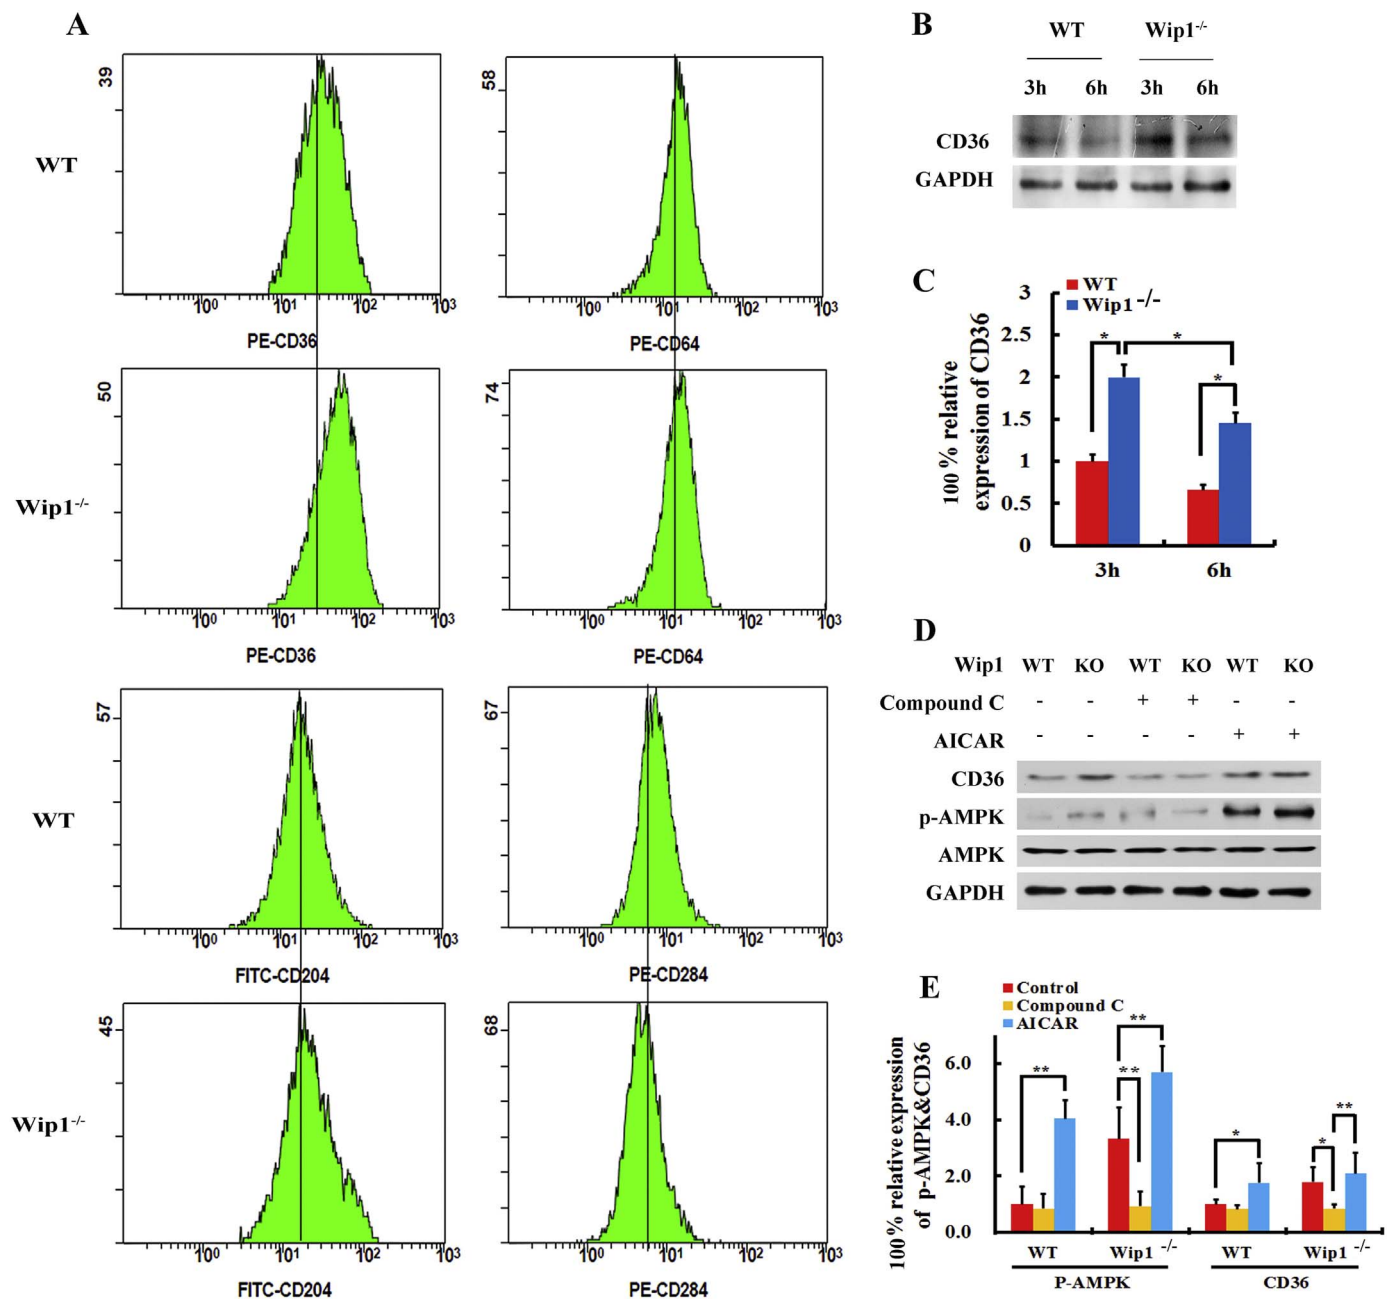 A
39
58
WT
10⁰ 10¹ 10² 10³
10⁰ 10¹ 10² 10³
PE-CD36
PE-CD64
50
74
Wip1-/-
10⁰ 10¹ 10² 10³
10⁰ 10¹ 10² 10³
PE-CD36
PE-CD64
57
67
WT
10⁰ 10¹ 10² 10³
10⁰ 10¹ 10² 10³
FITC-CD204
PE-CD284
45
68
Wip1-/-
10⁰ 10¹ 10² 10³
10⁰ 10¹ 10² 10³
FITC-CD204
PE-CD284
B
WT Wip1-/-
3h 6h 3h 6h
CD36
GAPDH
C
WT
Wip1-/-
100 % relative
expression of CD36
3
2.5
2
1.5
1
0.5
0
* * *
3h 6h
D
Wip1 WT KO WT KO WT KO
Compound C - - + + - -
AICAR - - - - + +
CD36
p-AMPK
AMPK
GAPDH
E
Control
Compound C
AICAR
100 % relative expression
of p-AMPK&CD36
6.0
4.0
2.0
0.0
** ** ** * * **
WT Wip1 -/- WT Wip1 -/-
P-AMPK CD36